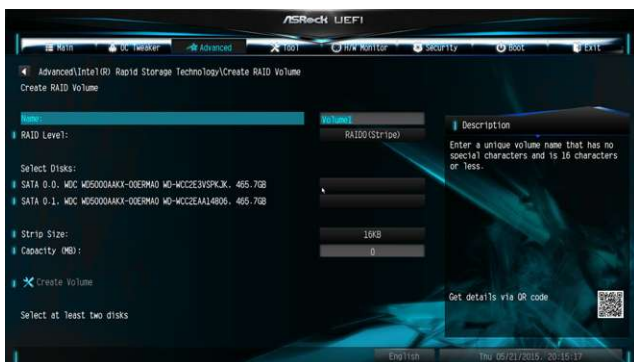 ASRock UEFI
Main OC Tweaker Advanced Tool H/W Monitor Security Boot Exit
Advanced\Intel(R) Rapid Storage Technology\Create RAID Volume
Create RAID Volume
Name: Volume1
RAID Level: RAID0(Stripe)
Select Disks:
SATA 0.0, WDC WD5000AAKX-00ERMA0 WD-WCC2E3VSPKJK, 465.7GB
SATA 0.1, WDC WD5000AAKX-00ERMA0 WD-WCC2EAA14806, 465.7GB
Strip Size: 16KB
Capacity (MB): 0
Create Volume
Select at least two disks
Description
Enter a unique volume name that has no
special characters and is 16 characters
or less.
Get details via QR code
English Thu 05/21/2015, 20:15:17